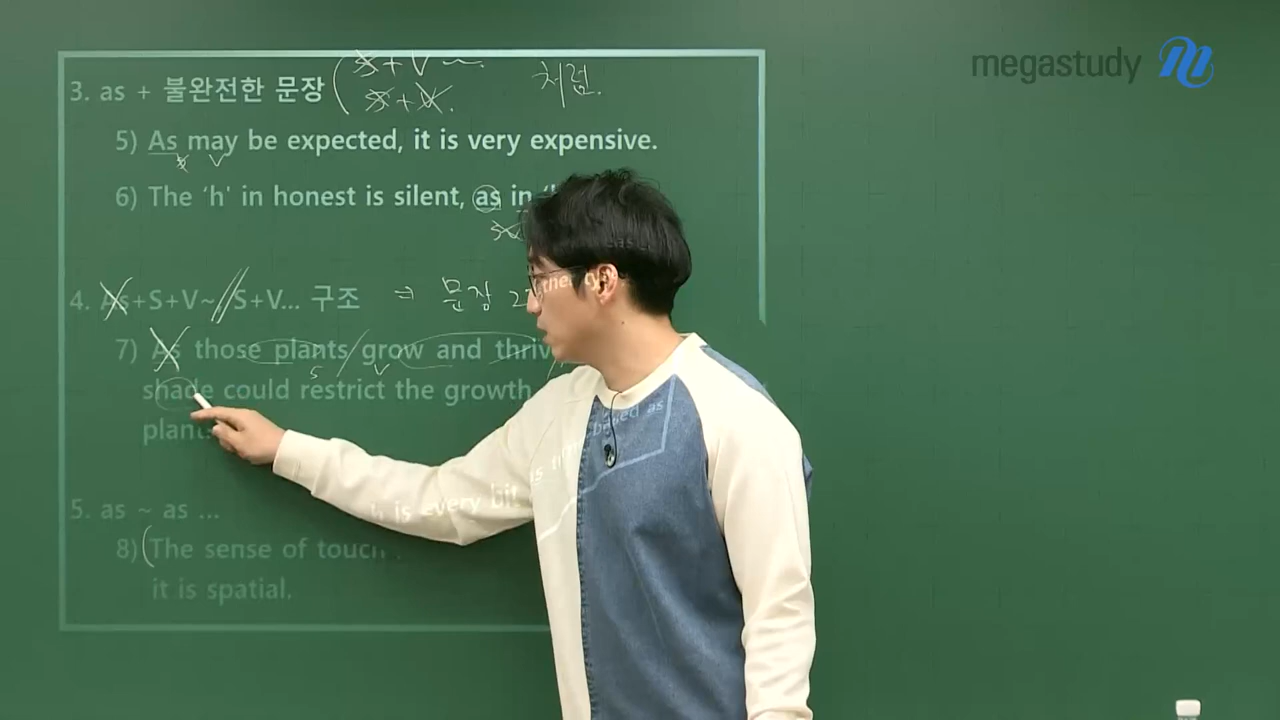 megastudy
S+V~.
3. as + 불완전한 문장 ( 처럼.
S+V.
5) As may be expected, it is very expensive.
S V
6) The 'h' in honest is silent, as in
4. As+S+V~// S+V... 구조 ⇒ 문장
7) As those plants / grow and
S V
shade could restrict the growth
plant
5. as ~ as ...
8) (The sense of touch
it is spatial.
is every bit